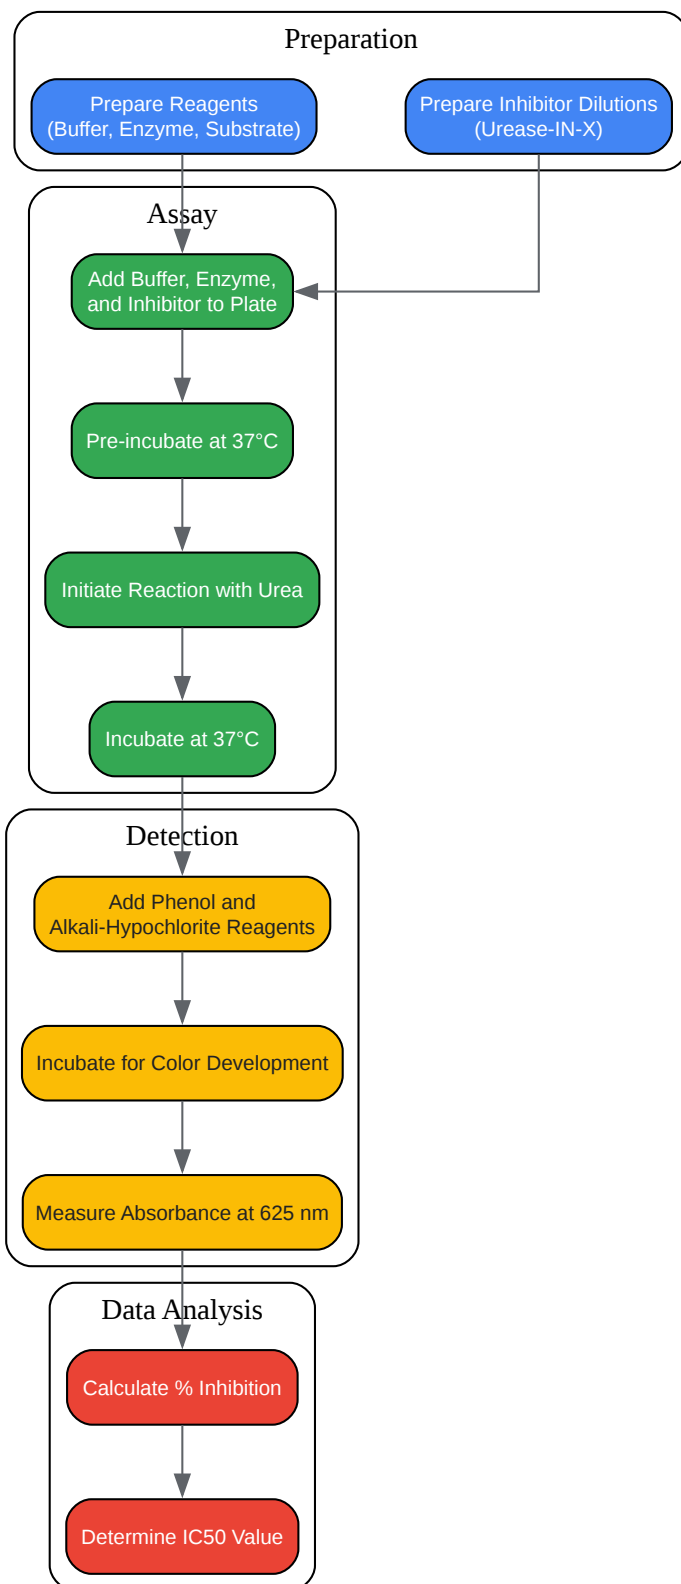 Preparation
Prepare Reagents
(Buffer, Enzyme, Substrate)
Prepare Inhibitor Dilutions
(Urease-IN-X)
Assay
Add Buffer, Enzyme,
and Inhibitor to Plate
Pre-incubate at 37°C
Initiate Reaction with Urea
Incubate at 37°C
Detection
Add Phenol and
Alkali-Hypochlorite Reagents
Incubate for Color Development
Measure Absorbance at 625 nm
Data Analysis
Calculate % Inhibition
Determine IC50 Value